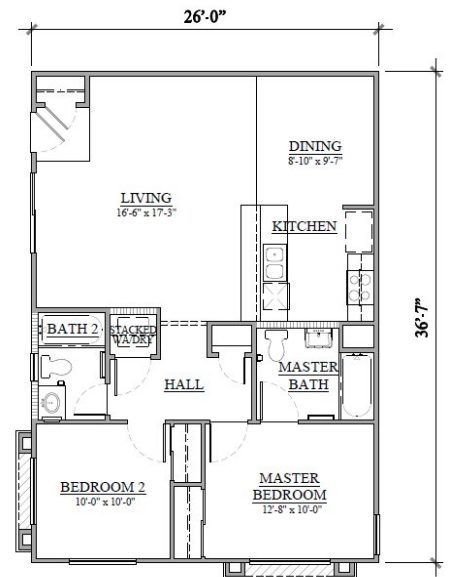 26'-0"
DINING
8'-10" x 9'-7"
LIVING
16'-6" x 17'-3"
KITCHEN
36'-7"
BATH 2
STACKED
WA/DRY
MASTER
BATH
HALL
BEDROOM 2
10'-0" x 10'-0"
MASTER
BEDROOM
12'-8" x 10'-0"